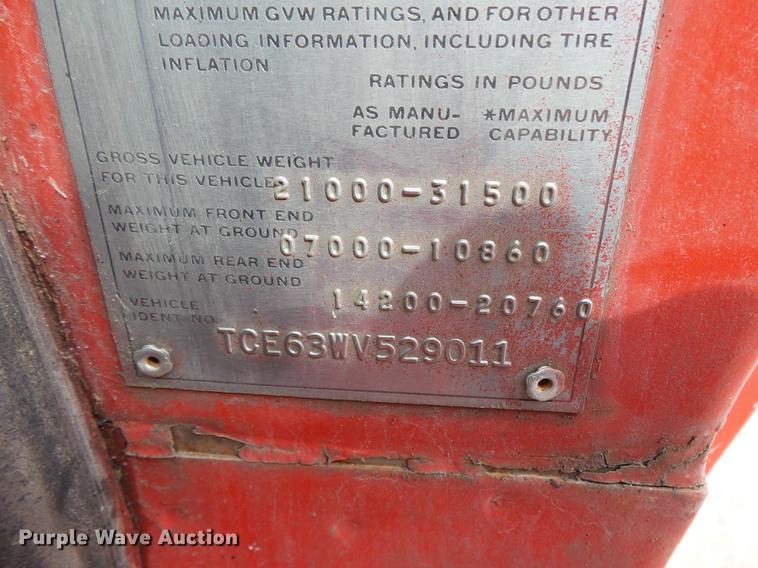 MAXIMUM GVW RATINGS, AND FOR OTHER
LOADING INFORMATION, INCLUDING TIRE
INFLATION
RATINGS IN POUNDS
AS MANU- *MAXIMUM
FACTURED CAPABILITY
GROSS VEHICLE WEIGHT
FOR THIS VEHICLE 21000-31500
MAXIMUM FRONT END
WEIGHT AT GROUND 07000-10860
MAXIMUM REAR END
WEIGHT AT GROUND 14200-20760
VEHICLE
IDENT NO TCE63WV529011
Purple Wave Auction